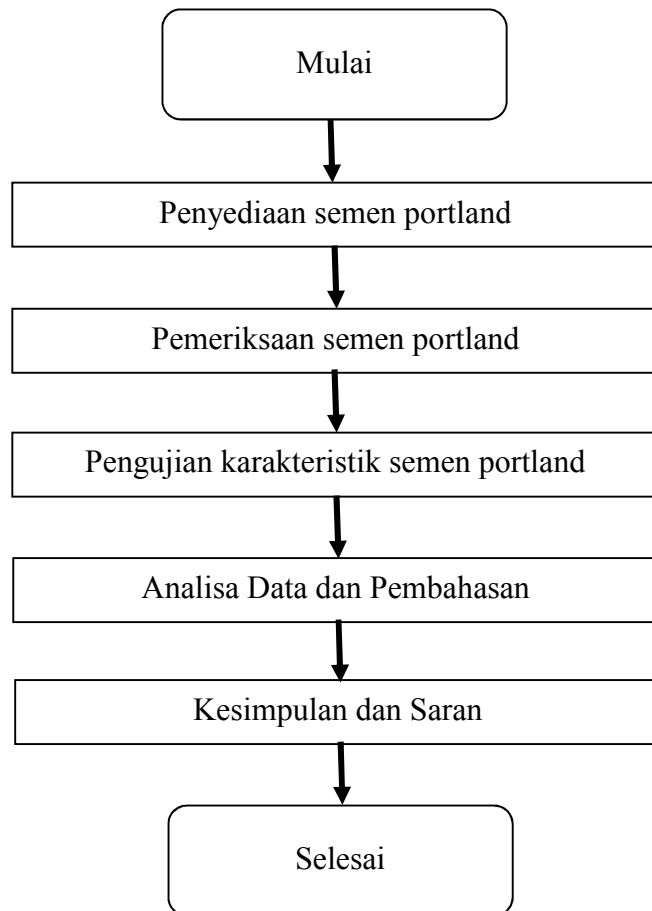 Mulai
Penyediaan semen portland
Pemeriksaan semen portland
Pengujian karakteristik semen portland
Analisa Data dan Pembahasan
Kesimpulan dan Saran
Selesai